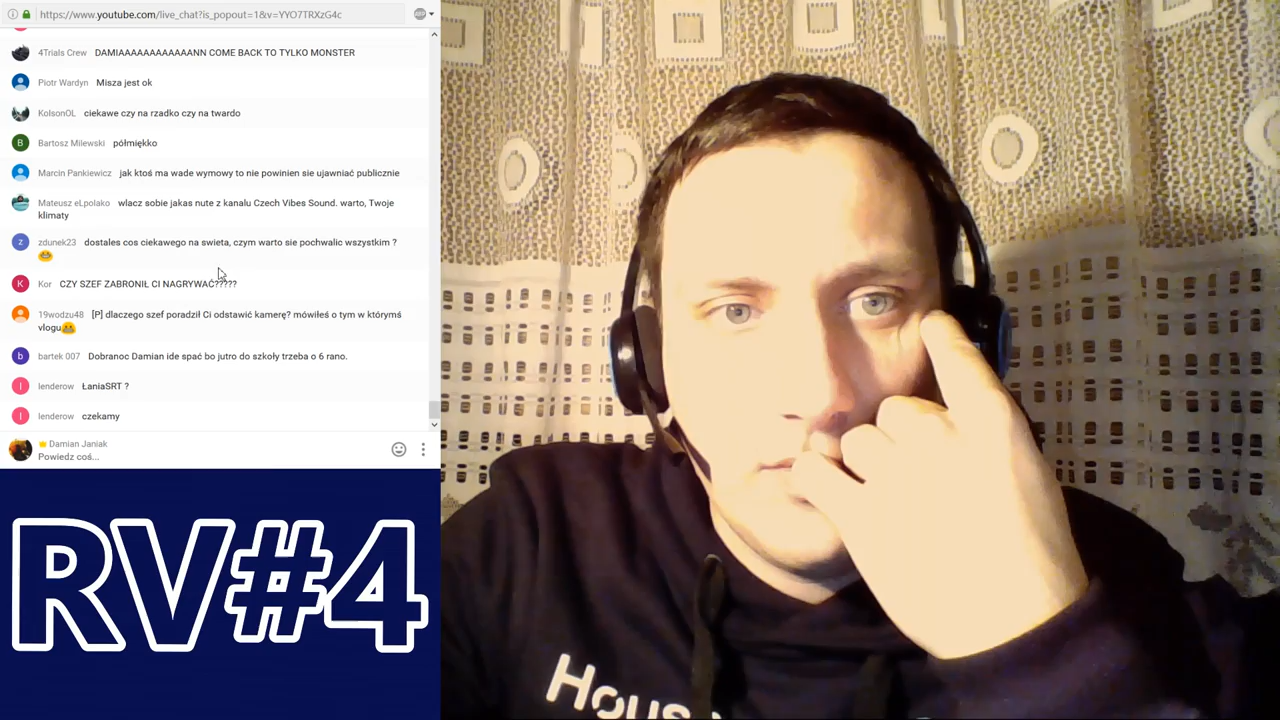 https://www.youtube.com/live_chat?is_popout=1&v=YYO7TRXzG4c
4Trials Crew DAMIAAAAAAAAAAAANN COME BACK TO TYLKO MONSTER
Piotr Wardyn Misza jest ok
KolsonOL ciekawe czy na rzadko czy na twardo
B Bartosz Milewski półmiękko
Marcin Pankiewicz jak ktoś ma wade wymowy to nie powinien sie ujawniać publicznie
Mateusz eLpolako wlacz sobie jakas nute z kanalu Czech Vibes Sound. warto, Twoje
klimaty
z zdunek23 dostales cos ciekawego na swieta, czym warto sie pochwalic wszystkim ?
K Kor CZY SZEF ZABRONIŁ CI NAGRYWAĆ?????
19wodzu48 [P] dlaczego szef poradził Ci odstawić kamerę? mówiłeś o tym w którymś
vlogu
b bartek 007 Dobranoc Damian ide spać bo jutro do szkoły trzeba o 6 rano.
l lenderow ŁaniaSRT ?
l lenderow czekamy
Damian Janiak
Powiedz coś...
RV#4
Hous